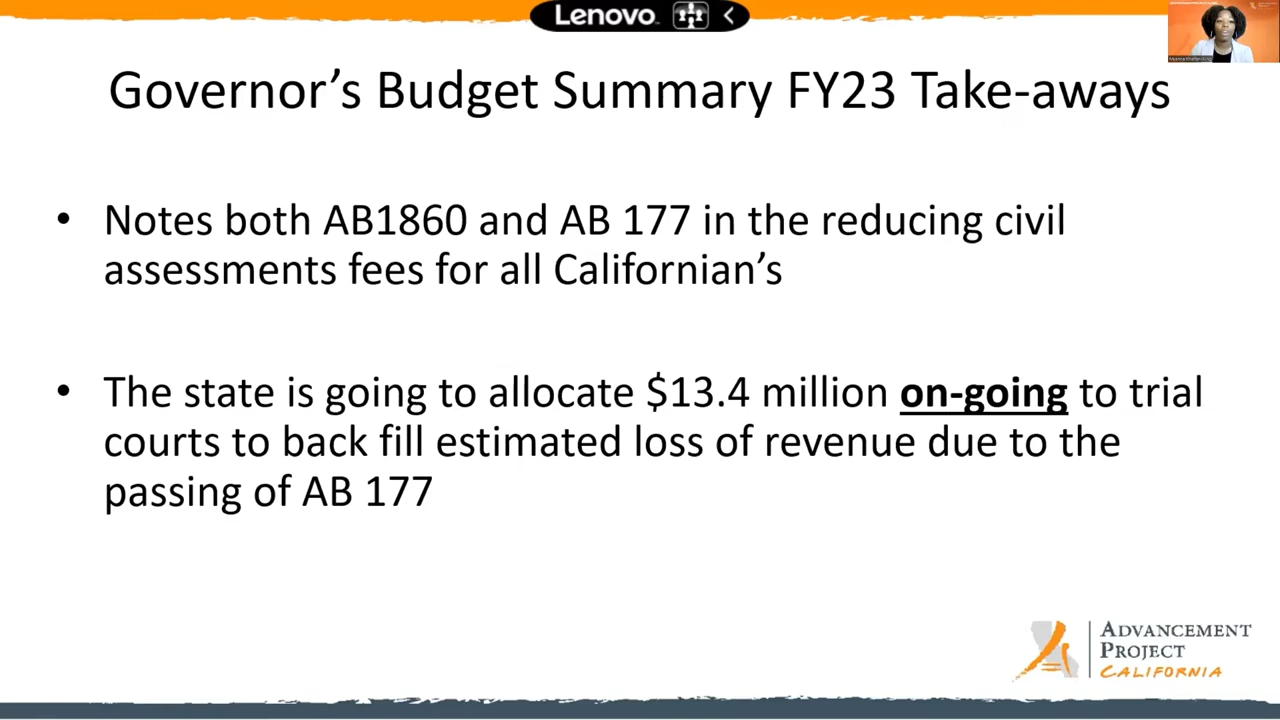 Lenovo
Governor's Budget Summary FY23 Take-aways
• Notes both AB1860 and AB 177 in the reducing civil
assessments fees for all Californian's
• The state is going to allocate $13.4 million on-going to trial
courts to back fill estimated loss of revenue due to the
passing of AB 177
ADVANCEMENT
PROJECT
CALIFORNIA